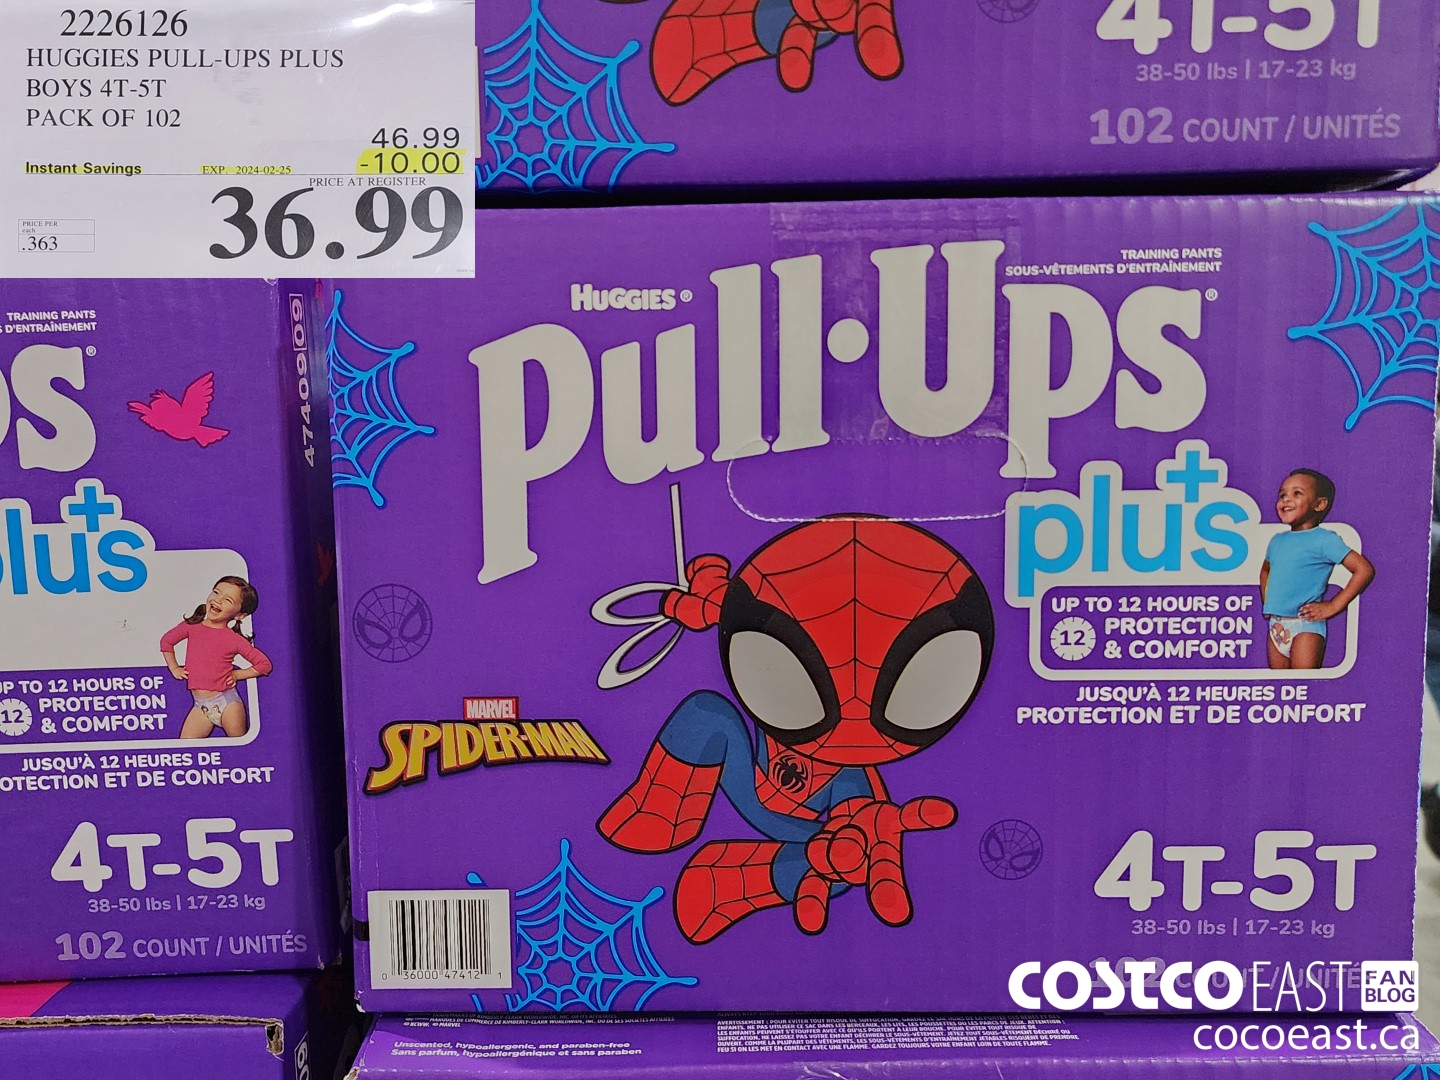 2226126
HUGGIES PULL-UPS PLUS
BOYS 4T-5T
PACK OF 102
46.99
Instant Savings EXP. 2024-02-25 -10.00
PRICE AT REGISTER
36.99
PRICE PER
each
.363
4T-5T
38-50 lbs | 17-23 kg
102 COUNT / UNITÉS
TRAINING PANTS
S D'ENTRAÎNEMENT
PS®
plus+
UP TO 12 HOURS OF
12 PROTECTION
& COMFORT
JUSQU'À 12 HEURES DE
OTECTION ET DE CONFORT
4T-5T
38-50 lbs | 17-23 kg
102 COUNT / UNITÉS
47409 09
TRAINING PANTS
SOUS-VÊTEMENTS D'ENTRAÎNEMENT
HUGGIES®
Pull·Ups®
plus+
UP TO 12 HOURS OF
12 PROTECTION
& COMFORT
JUSQU'À 12 HEURES DE
PROTECTION ET DE CONFORT
MARVEL
SPIDER-MAN
4T-5T
38-50 lbs | 17-23 kg
102 COUNT / UNITÉS
0 36000 47412 1
COSTCO EAST FAN BLOG
cocoeast.ca
Unscented, hypoallergenic, and paraben-free
Sans parfum, hypoallergénique et sans paraben